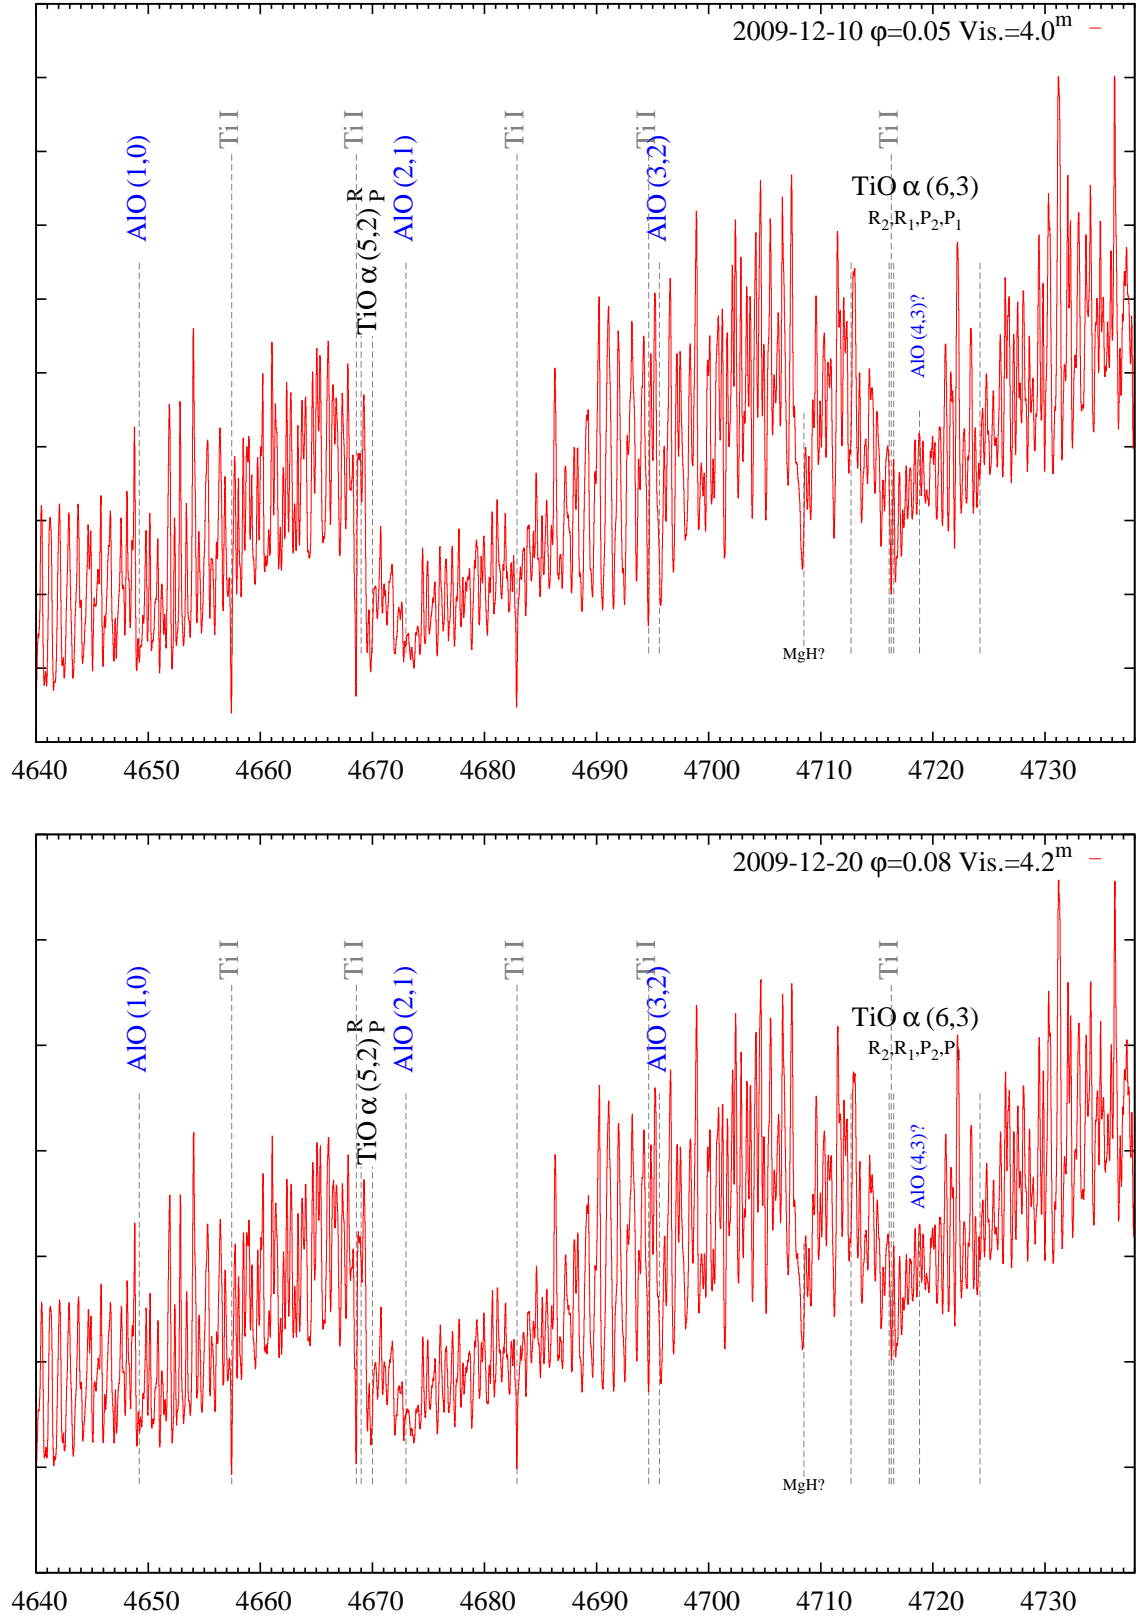 2009-12-10 φ=0.05 Vis.=4.0ᵐ
Ti I
Ti I
Ti I
Ti I
Ti I
AlO (1,0)
TiO α (5,2) R P
AlO (2,1)
AlO (3,2)
TiO α (6,3)
R₂,R₁,P₂,P₁
AlO (4,3)?
MgH?
4640 4650 4660 4670 4680 4690 4700 4710 4720 4730
2009-12-20 φ=0.08 Vis.=4.2ᵐ
Ti I
Ti I
Ti I
Ti I
Ti I
AlO (1,0)
TiO α (5,2) R P
AlO (2,1)
AlO (3,2)
TiO α (6,3)
R₂,R₁,P₂,P₁
AlO (4,3)?
MgH?
4640 4650 4660 4670 4680 4690 4700 4710 4720 4730